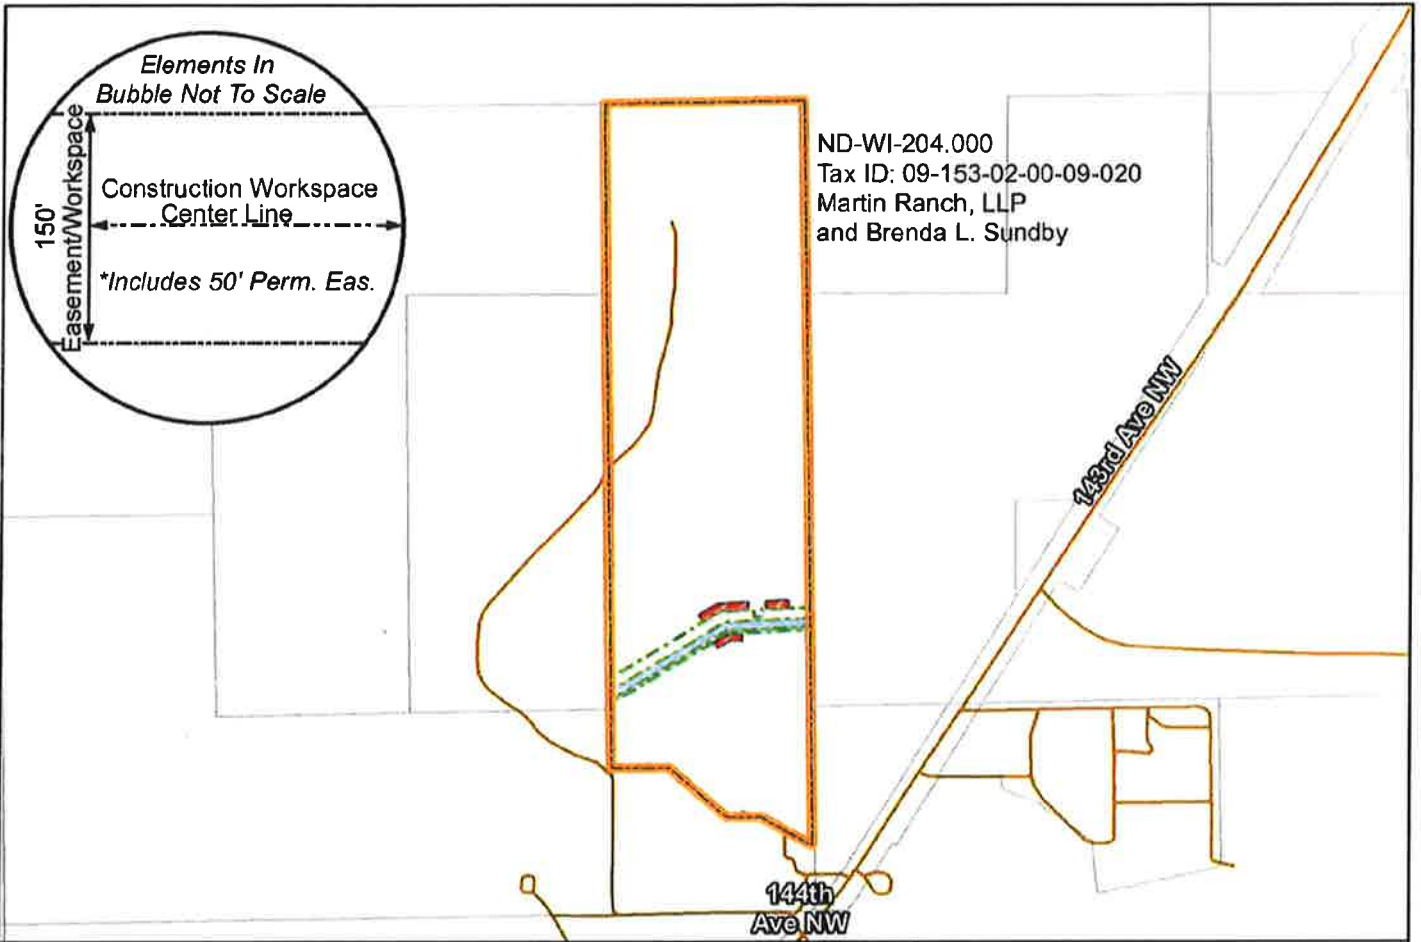 Elements In
Bubble Not To Scale
150'
Easement/Workspace
Construction Workspace
Center Line
*Includes 50' Perm. Eas.
ND-WI-204.000
Tax ID: 09-153-02-00-09-020
Martin Ranch, LLP
and Brenda L. Sundby
143rd Ave NW
144th
Ave NW